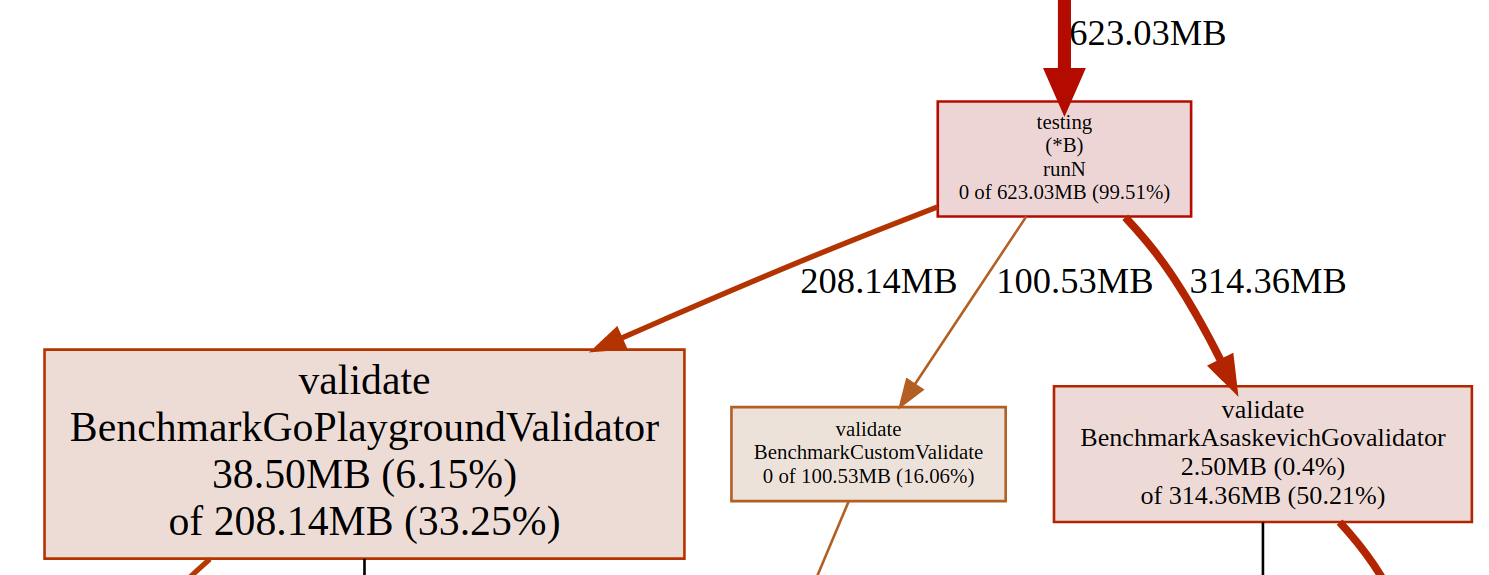 623.03MB
testing
(*B)
runN
0 of 623.03MB (99.51%)
208.14MB
100.53MB
314.36MB
validate
BenchmarkGoPlaygroundValidator
38.50MB (6.15%)
of 208.14MB (33.25%)
validate
BenchmarkCustomValidate
0 of 100.53MB (16.06%)
validate
BenchmarkAsaskevichGovalidator
2.50MB (0.4%)
of 314.36MB (50.21%)